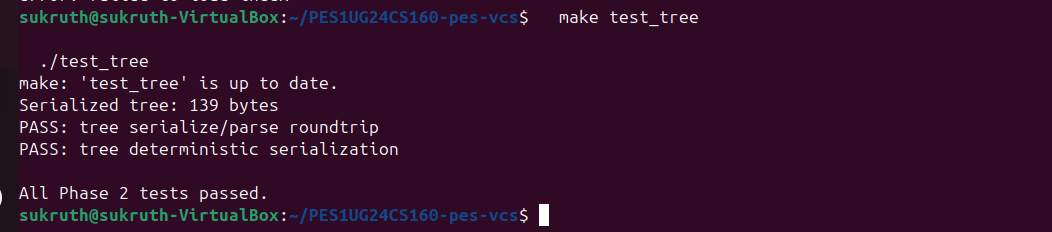 sukruth@sukruth-VirtualBox:~/PES1UG24CS160-pes-vcs$   make test_tree
  ./test_tree
make: 'test_tree' is up to date.
Serialized tree: 139 bytes
PASS: tree serialize/parse roundtrip
PASS: tree deterministic serialization
All Phase 2 tests passed.
sukruth@sukruth-VirtualBox:~/PES1UG24CS160-pes-vcs$